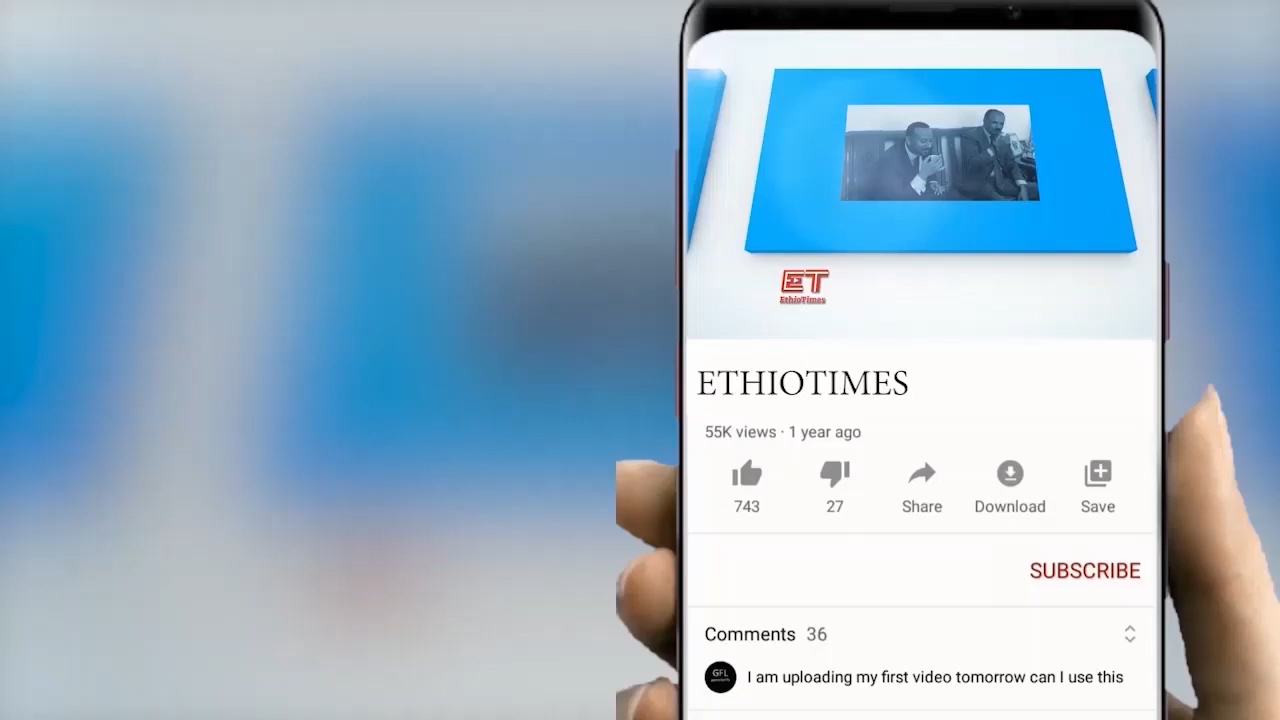 ET
EthioTimes
ETHIOTIMES
55K views · 1 year ago
743
27
Share
Download
Save
SUBSCRIBE
Comments 36
GFL
I am uploading my first video tomorrow can I use this